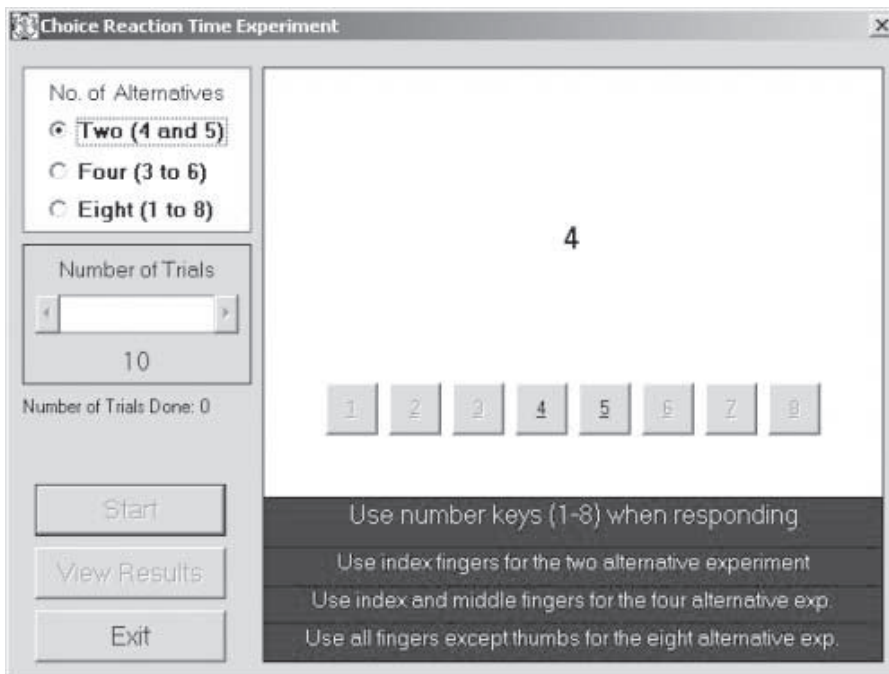 Choice Reaction Time Experiment
No. of Alternatives
Two (4 and 5)
Four (3 to 6)
Eight (1 to 8)
Number of Trials
10
Number of Trials Done: 0
Start
View Results
Exit
4
1 2 3 4 5 6 7 8
Use number keys (1-8) when responding
Use index fingers for the two alternative experiment
Use index and middle fingers for the four alternative exp.
Use all fingers except thumbs for the eight alternative exp.